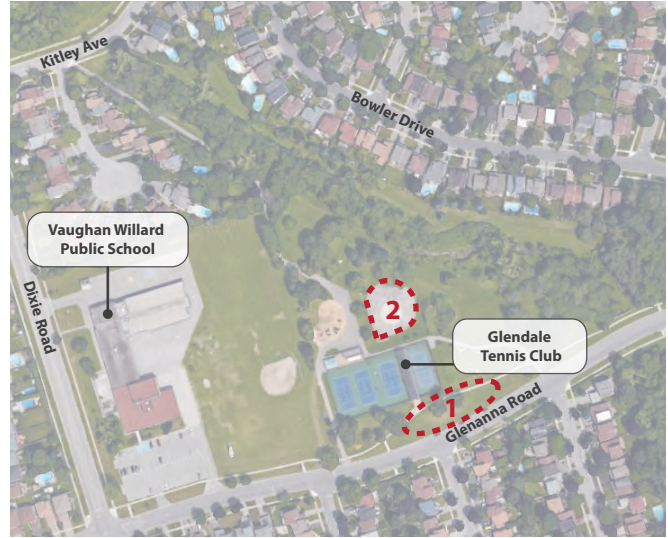 Kitley Ave
Bowler Drive
Vaughan Willard
Public School
Dixie Road
2
Glendale
Tennis Club
1
Glenanna Road